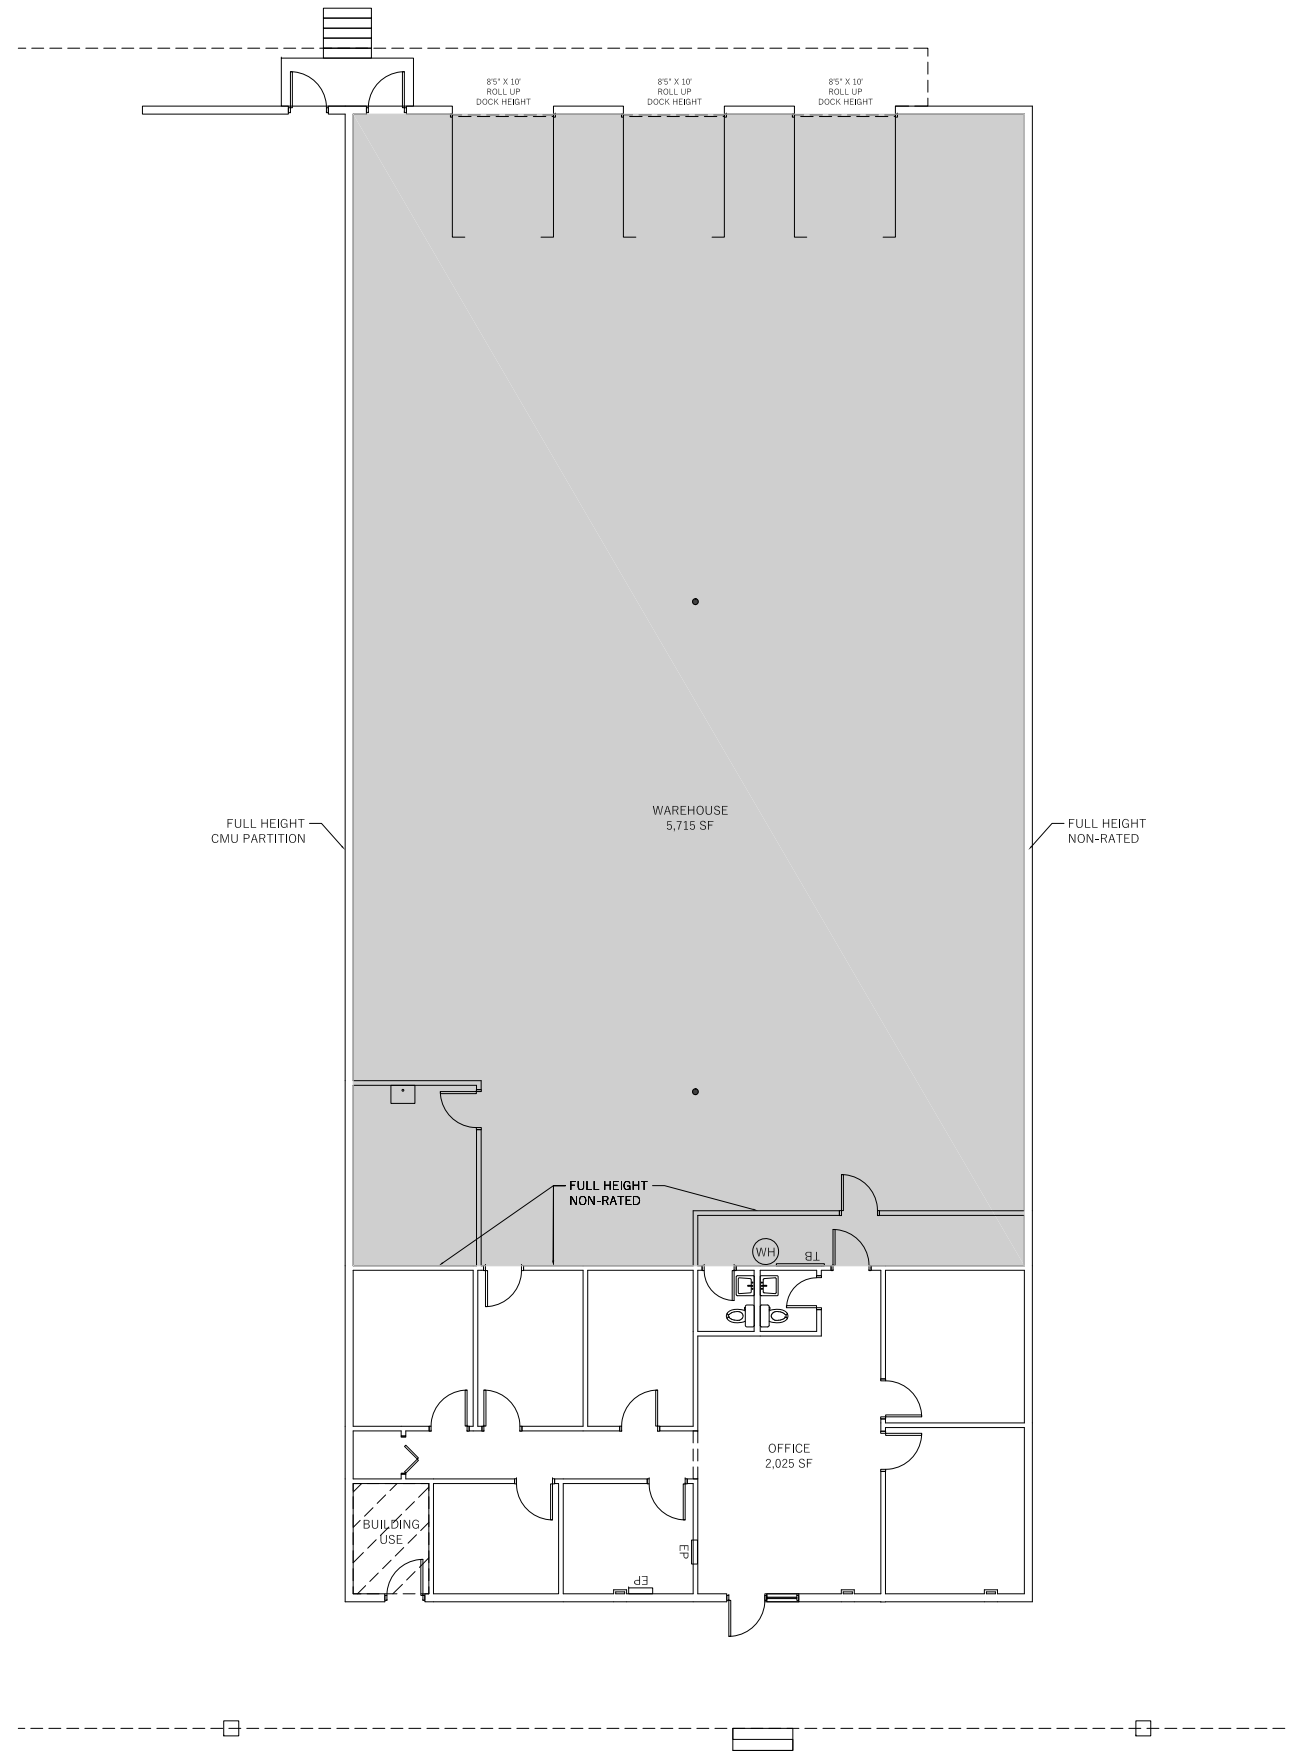 8'5" X 10'
ROLL UP
DOCK HEIGHT
8'5" X 10'
ROLL UP
DOCK HEIGHT
8'5" X 10'
ROLL UP
DOCK HEIGHT
WAREHOUSE
5,715 SF
FULL HEIGHT
CMU PARTITION
FULL HEIGHT
NON-RATED
FULL HEIGHT
NON-RATED
WH
TB
OFFICE
2,025 SF
BUILDING
USE
EP
EP